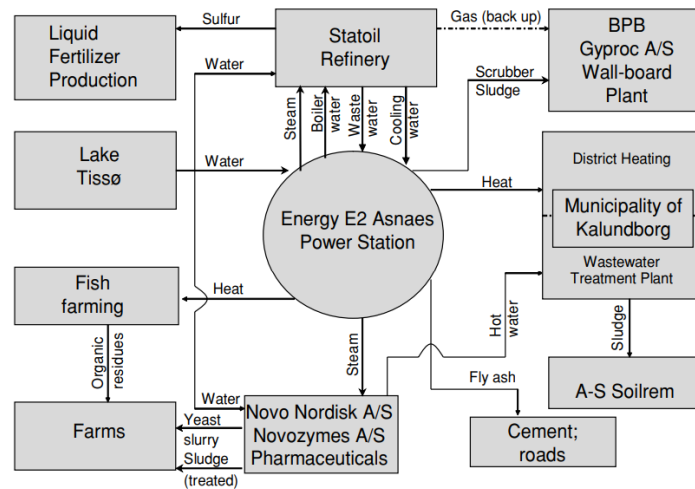 Liquid
Fertilizer
Production
Sulfur
Statoil
Refinery
Gas (back up)
BPB
Gyproc A/S
Wall-board
Plant
Water
Scrubber
Sludge
Steam
Boiler
water
Waste
water
Cooling
water
Lake
Tissø
Water
Energy E2 Asnaes
Power Station
Heat
District Heating
Municipality of
Kalundborg
Wastewater
Treatment Plant
Fish
farming
Heat
Hot
water
Sludge
Organic
residues
Steam
Fly ash
A-S Soilrem
Farms
Water
Yeast
slurry
Sludge
(treated)
Novo Nordisk A/S
Novozymes A/S
Pharmaceuticals
Cement;
roads